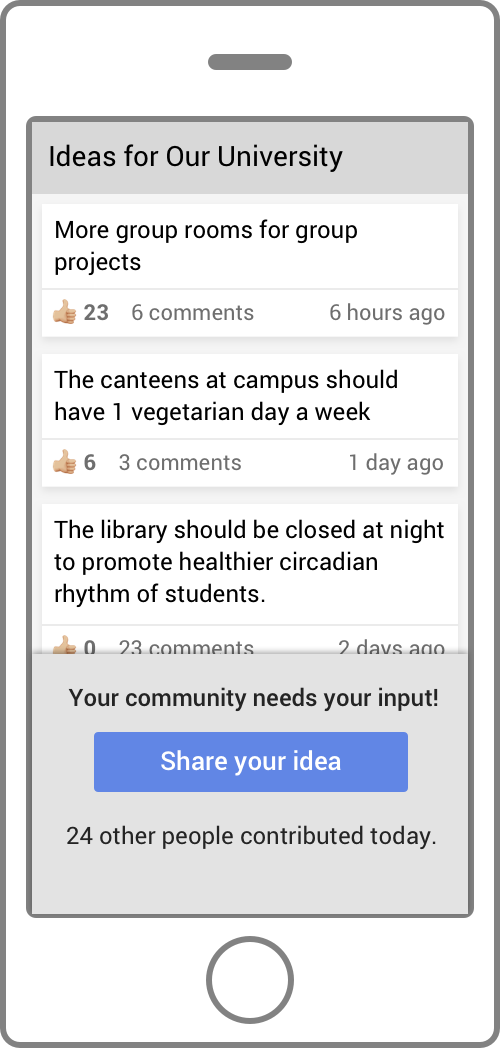 Ideas for Our University
More group rooms for group
projects
23 6 comments 6 hours ago
The canteens at campus should
have 1 vegetarian day a week
6 3 comments 1 day ago
The library should be closed at night
to promote healthier circadian
rhythm of students.
0 23 comments 2 days ago
Your community needs your input!
Share your idea
24 other people contributed today.